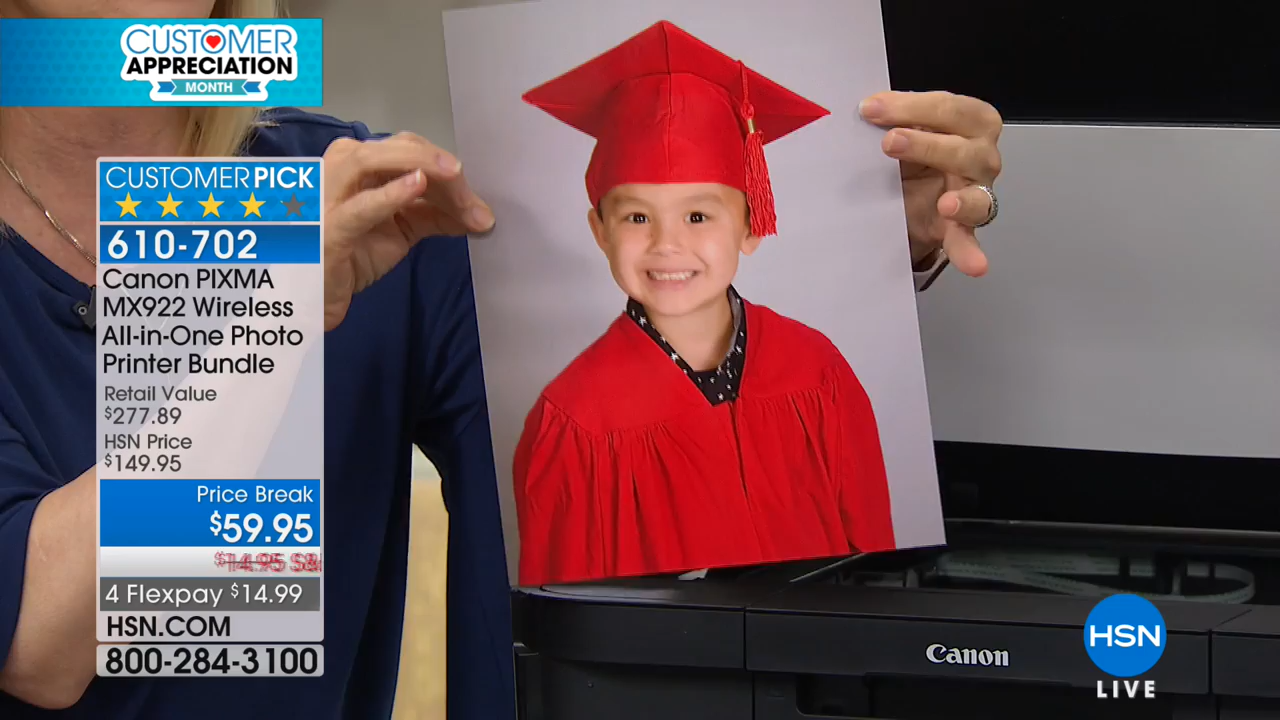 CUSTOMER
APPRECIATION
MONTH
CUSTOMER PICK
610-702
Canon PIXMA
MX922 Wireless
All-in-One Photo
Printer Bundle
Retail Value
$277.89
HSN Price
$149.95
Price Break
$59.95
$14.95 S&
4 Flexpay $14.99
HSN.COM
800-284-3100
Canon
HSN
LIVE